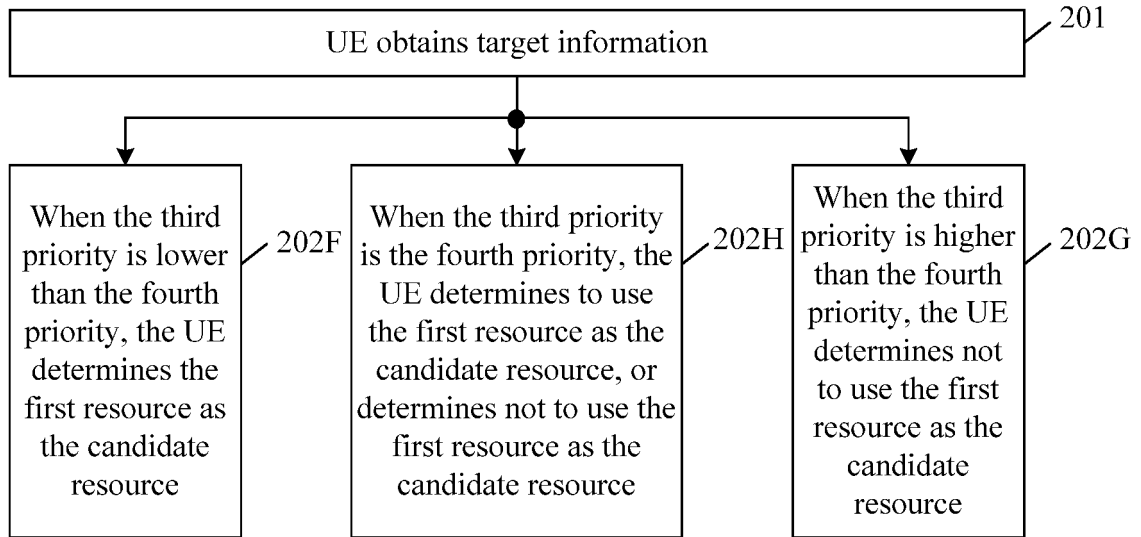 UE obtains target information
201
When the third
priority is lower
than the fourth
priority, the UE
determines the
first resource as
the candidate
resource
202F
When the third priority
is the fourth priority, the
UE determines to use
the first resource as the
candidate resource, or
determines not to use the
first resource as the
candidate resource
202H
When the third
priority is higher
than the fourth
priority, the UE
determines not
to use the first
resource as the
candidate
resource
202G